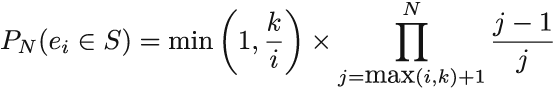 P_N(e_i ∈ S) = min(1, k/i) × ∏_{j=max(i,k)+1}^{N} (j − 1)/j